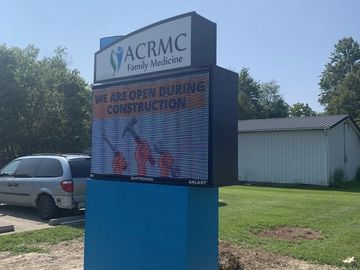 ACRMC
Family Medicine
WE ARE OPEN DURING
CONSTRUCTION
DAKTRONICS
GALAXY